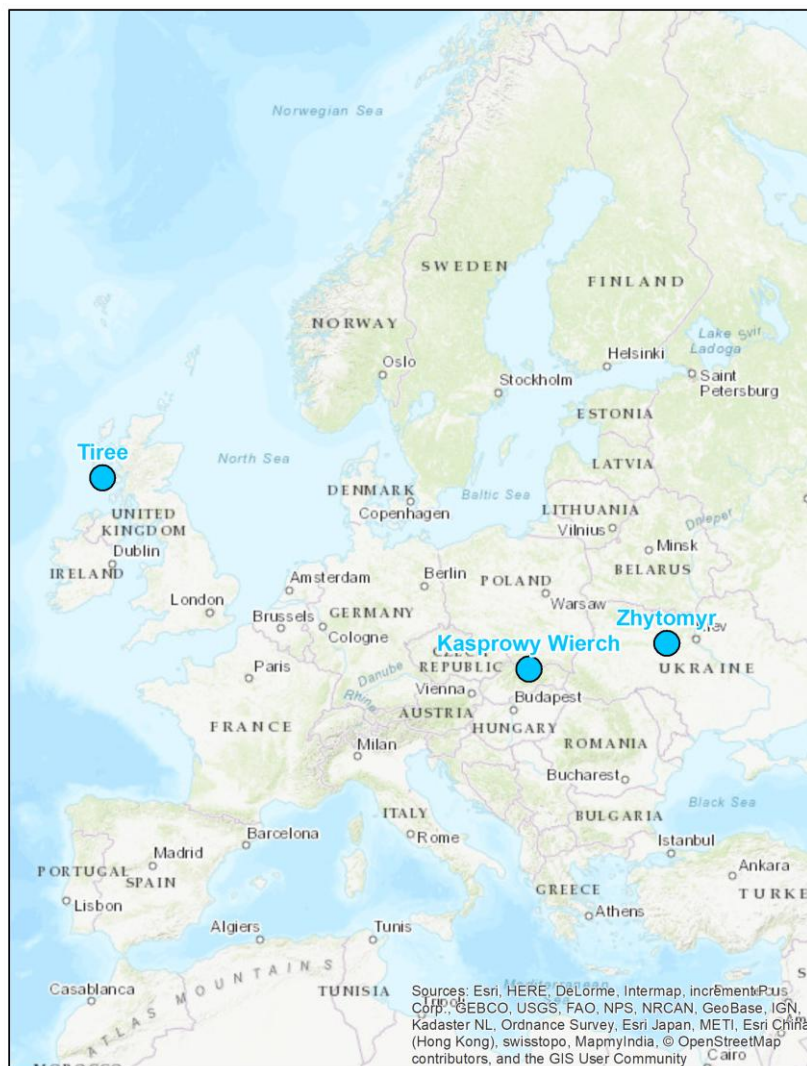 Norwegian Sea
SWEDEN
FINLAND
NORWAY
Lake
Ladoga
Svir
Oslo
Helsinki
Stockholm
Saint
Petersburg
ESTONIA
Tiree
North Sea
LATVIA
DENMARK
Baltic Sea
Copenhagen
LITHUANIA
Vilnius
Dnieper
UNITED
KINGDOM
Minsk
Dublin
BELARUS
IRELAND
Amsterdam
Berlin
POLAND
London
Warsaw
Brussels
GERMANY
Cologne
Zhytomyr
Kasprowy Wierch
UKRAINE
Paris
REPUBLIC
Danube
Vienna
Rhine
Budapest
AUSTRIA
HUNGARY
FRANCE
ROMANIA
Milan
Bucharest
Black Sea
ITALY
BULGARIA
Barcelona
Rome
Istanbul
Madrid
PORTUGAL
SPAIN
Ankara
GREECE
TURKE
Lisbon
Athens
Algiers
Tunis
ATLAS MOUNTAINS
Casablanca
TUNISIA
Sources: Esri, HERE, DeLorme, Intermap, increment P
Corp., GEBCO, USGS, FAO, NPS, NRCAN, GeoBase, IGN,
Kadaster NL, Ordnance Survey, Esri Japan, METI, Esri China
(Hong Kong), swisstopo, MapmyIndia, © OpenStreetMap
contributors, and the GIS User Community
Cairo